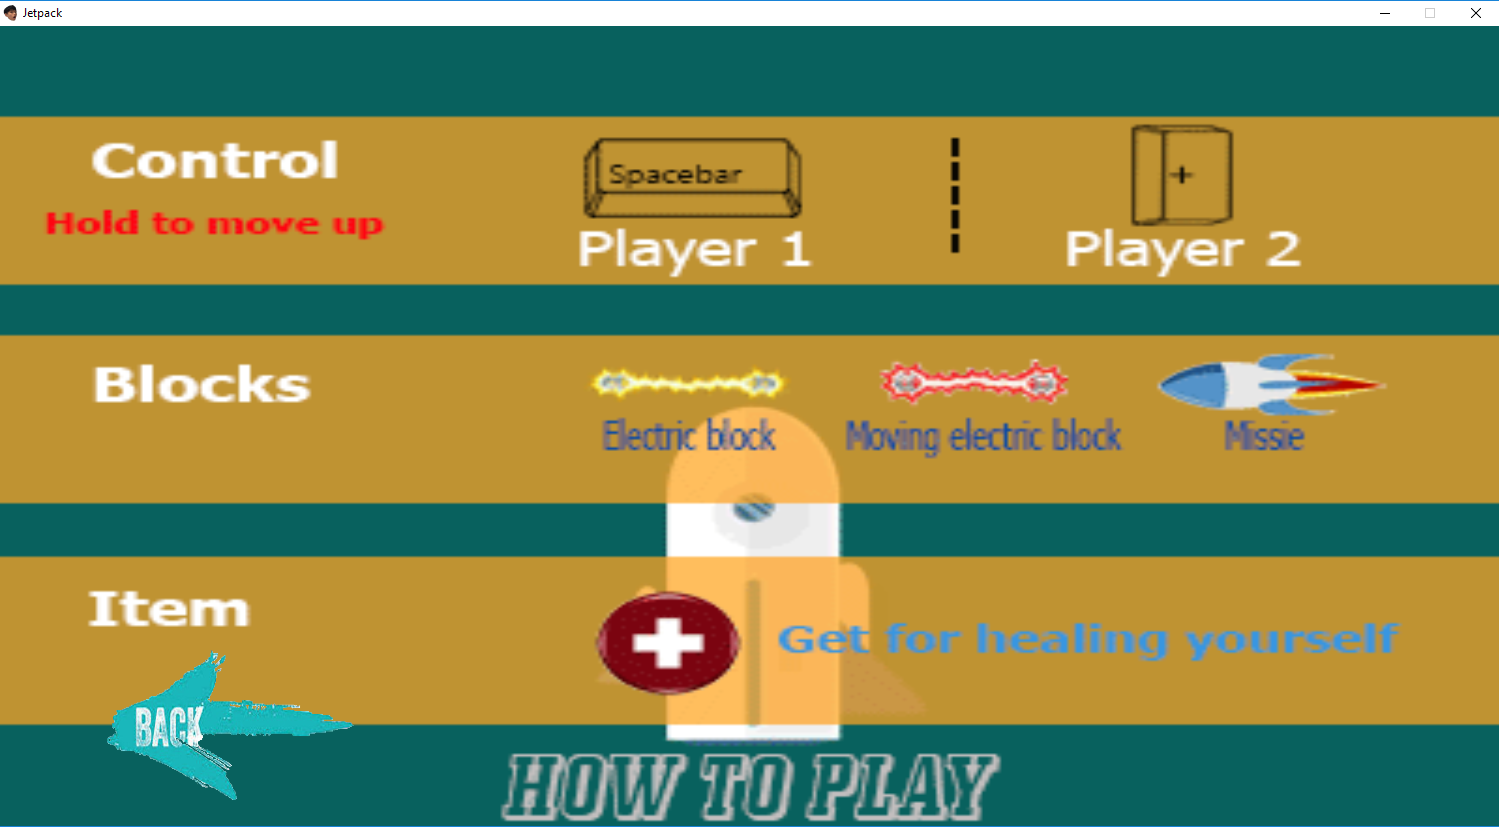 Jetpack
Control
Hold to move up
Spacebar
Player 1
+
Player 2
Blocks
Electric block
Moving electric block
Missie
Item
Get for healing yourself
BACK
HOW TO PLAY